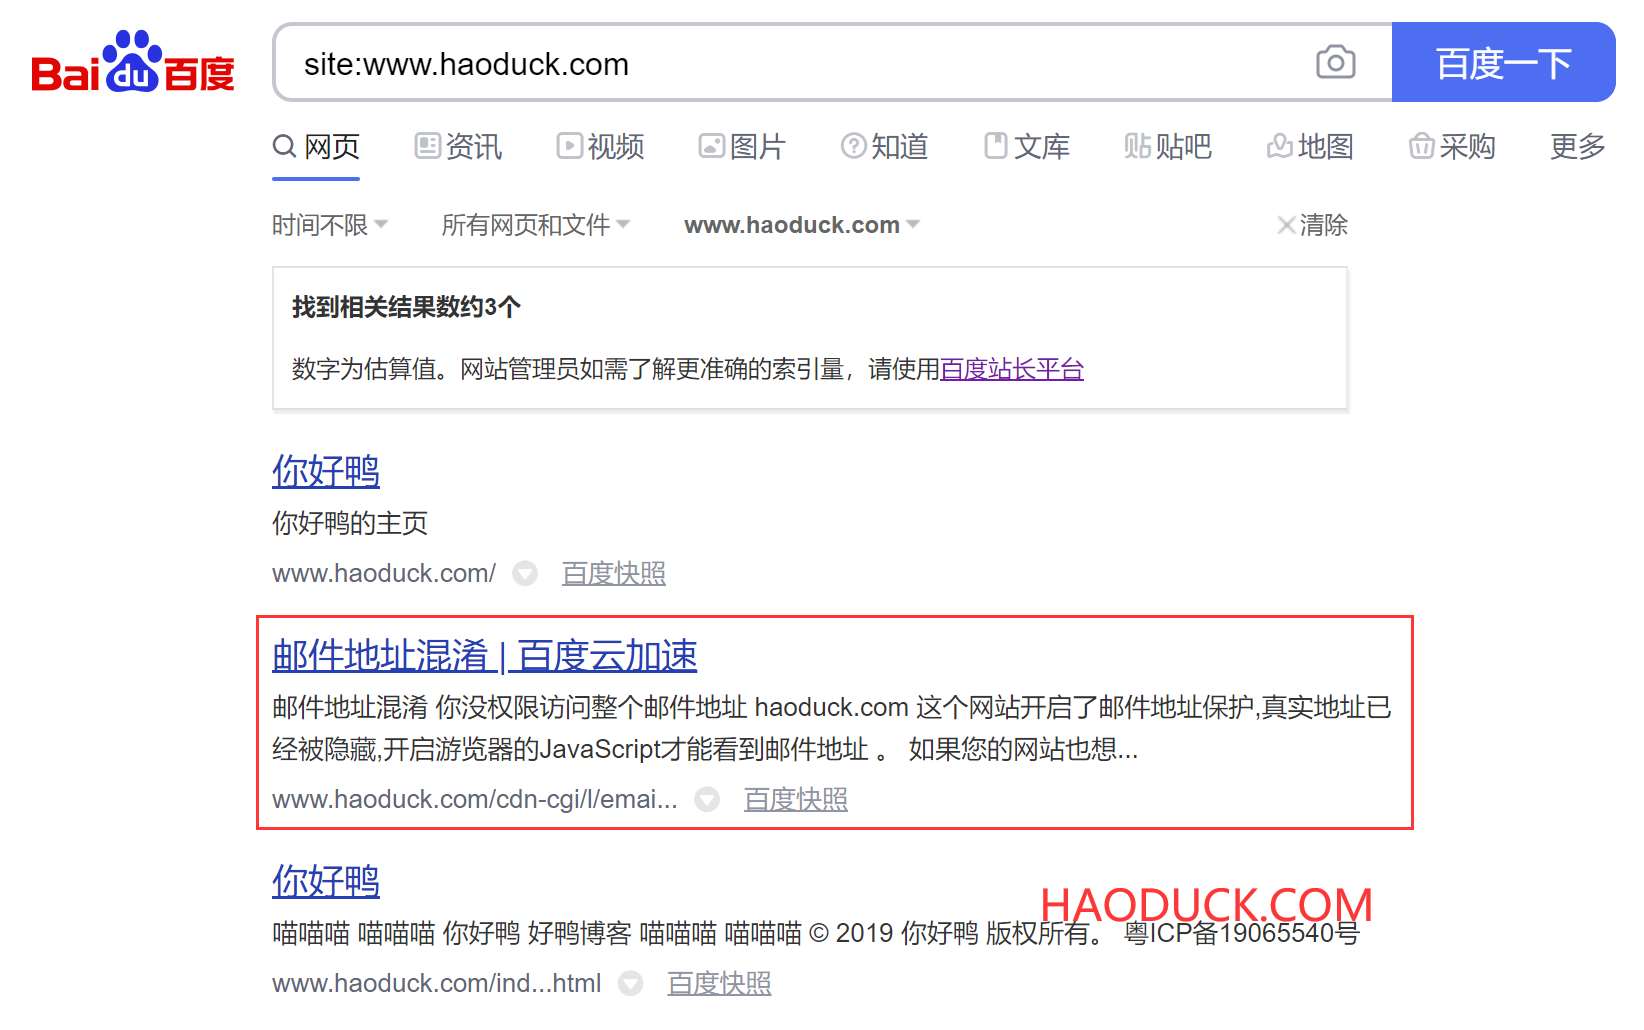 Bai du 百度
site:www.haoduck.com
百度一下
网页 资讯 视频 图片 知道 文库 贴吧 地图 采购 更多
时间不限 所有网页和文件 www.haoduck.com 清除
找到相关结果数约3个
数字为估算值。网站管理员如需了解更准确的索引量，请使用百度站长平台
你好鸭
你好鸭的主页
www.haoduck.com/ 百度快照
邮件地址混淆 | 百度云加速
邮件地址混淆 你没权限访问整个邮件地址 haoduck.com 这个网站开启了邮件地址保护,真实地址已
经被隐藏,开启游览器的JavaScript才能看到邮件地址 。 如果您的网站也想...
www.haoduck.com/cdn-cgi/l/emai... 百度快照
你好鸭
HAODUCK.COM
喵喵喵 喵喵喵 你好鸭 好鸭博客 喵喵喵 喵喵喵 © 2019 你好鸭 版权所有。 粤ICP备19065540号
www.haoduck.com/ind...html 百度快照